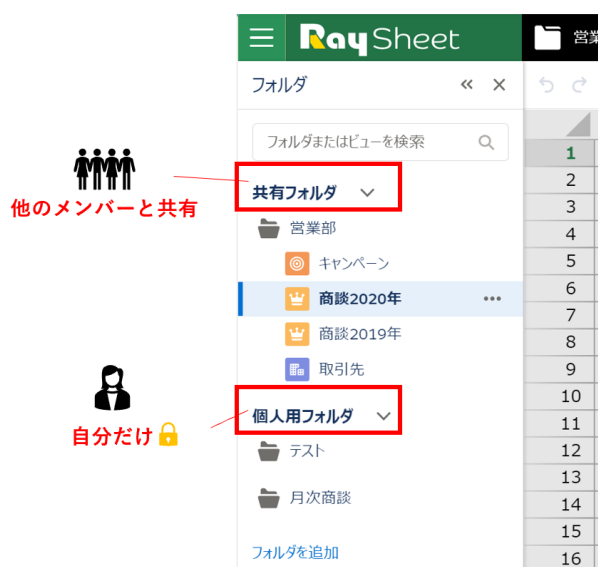 RaySheet
営業
フォルダ
フォルダまたはビューを検索
共有フォルダ
他のメンバーと共有
営業部
キャンペーン
商談2020年
商談2019年
取引先
個人用フォルダ
自分だけ
テスト
月次商談
フォルダを追加
1
2
3
4
5
6
7
8
9
10
11
12
13
14
15
16